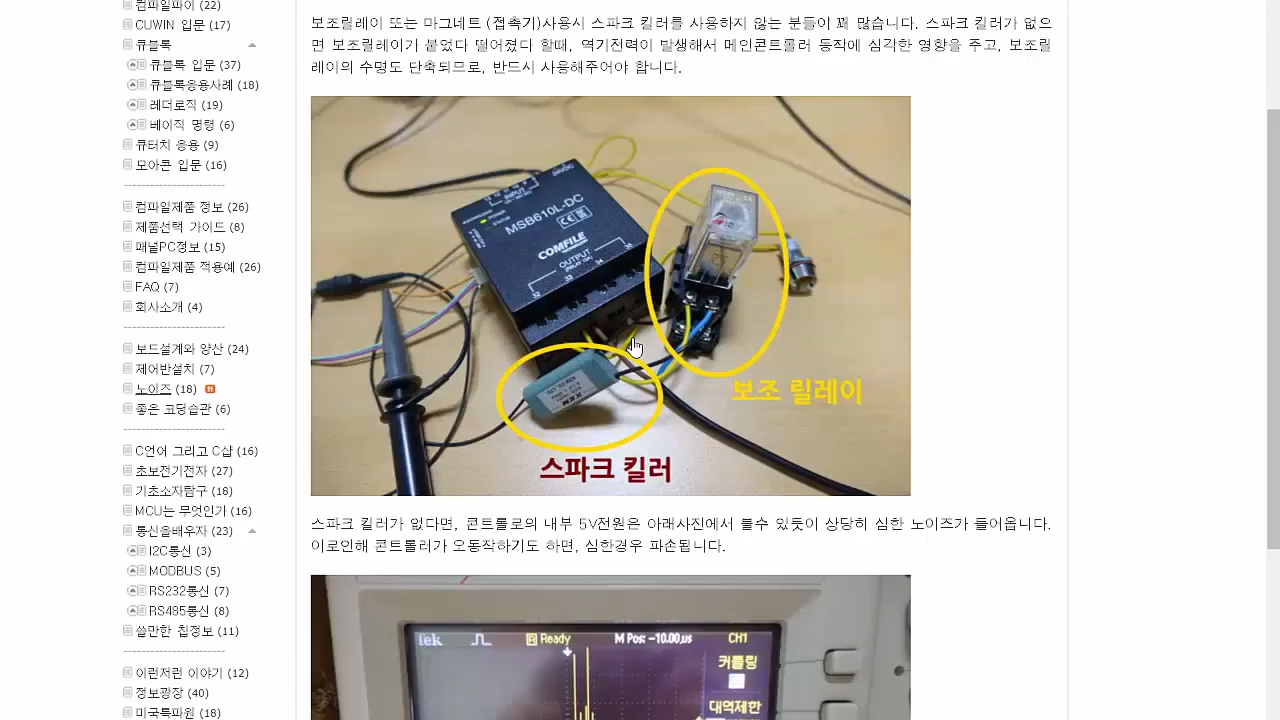 컴파일파이 (22)
CUWIN 입문 (17)
큐블록
큐블록 입문 (37)
큐블록응용사례 (18)
레더로직 (19)
베이직 명령 (6)
큐터치 응용 (9)
모아콘 입문 (16)
컴파일제품 정보 (26)
제품선택 가이드 (8)
패널PC정보 (15)
컴파일제품 적용예 (26)
FAQ (7)
회사소개 (4)
보드설계와 양산 (24)
제어반설치 (7)
노이즈 (18)
좋은 코딩습관 (6)
C언어 그리고 C샵 (16)
초보전기전자 (27)
기초소자탐구 (18)
MCU는 무엇인가 (16)
통신을배우자 (23)
I2C통신 (3)
MODBUS (5)
RS232통신 (7)
RS485통신 (8)
쓸만한 칩정보 (11)
이런저런 이야기 (12)
정보광장 (40)
미국특파원 (18)
보조릴레이 또는 마그네트 (접촉기)사용시 스파크 킬러를 사용하지 않는 분들이 꽤 많습니다. 스파크 킬러가 없으
면 보조릴레이가 붙었다 떨어졌다 할때, 역기전력이 발생해서 메인콘트롤러 동작에 심각한 영향을 주고, 보조릴
레이의 수명도 단축되므로, 반드시 사용해주어야 합니다.
24VDC
INPUT
POWER
STATUS
MSB610L-DC
CE
COMFILE
TECHNOLOGY
OUTPUT
32 33 34 35
보조 릴레이
스파크 킬러
스파크 킬러가 없다면, 콘트롤로의 내부 5V전원은 아래사진에서 볼수 있듯이 상당히 심한 노이즈가 들어옵니다.
이로인해 콘트롤러가 오동작하기도 하면, 심한경우 파손됩니다.
Tek
Ready
M Pos: -10.00µs
CH1
커플링
대역제한